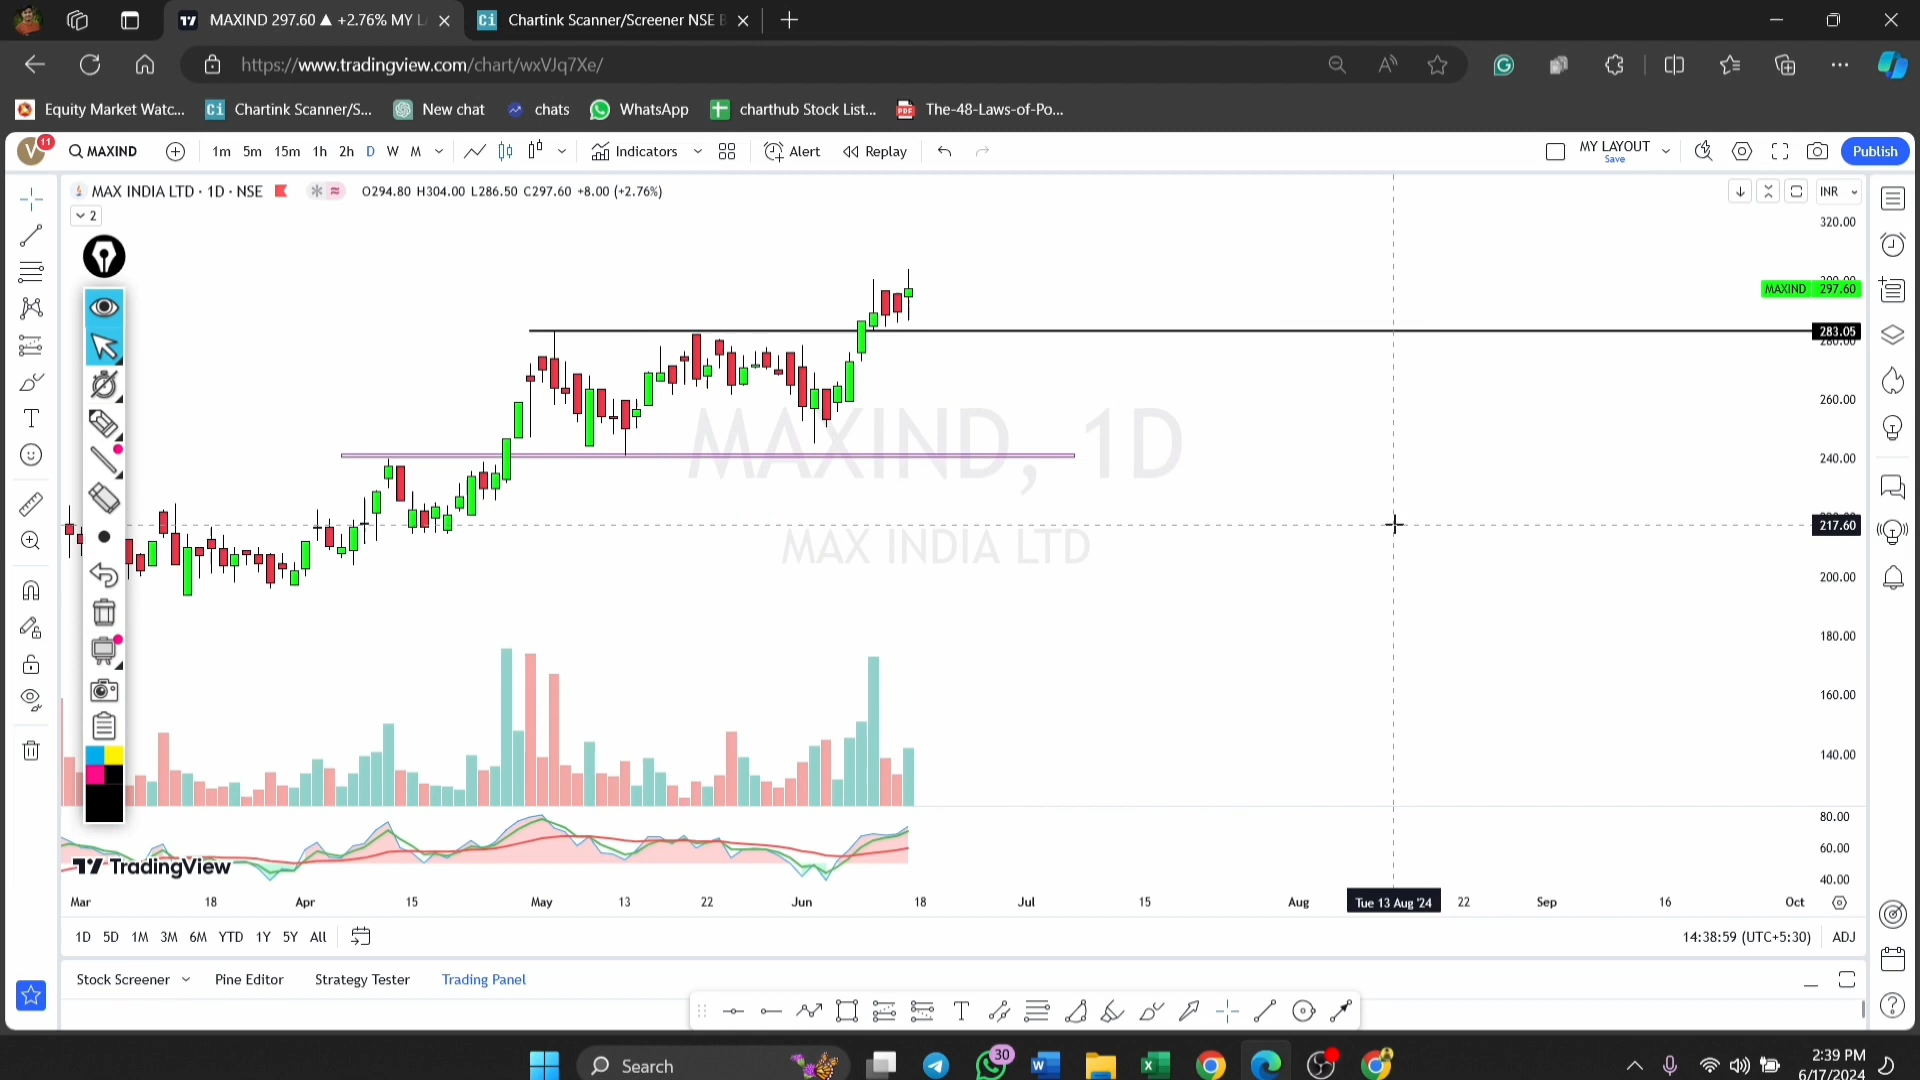 MAXIND 297.60 ▲ +2.76% MY L
Chartink Scanner/Screener NSE B
https://www.tradingview.com/chart/wxVJq7Xe/
Equity Market Watc... Chartink Scanner/S... New chat chats WhatsApp charthub Stock List... The-48-Laws-of-Po...
V 11 MAXIND 1m 5m 15m 1h 2h D W M Indicators Alert Replay MY LAYOUT Save Publish
MAX INDIA LTD · 1D · NSE O294.80 H304.00 L286.50 C297.60 +8.00 (+2.76%) INR
2
320.00
MAXIND 297.60
283.05
280.00
260.00
MAXIND, 1D
240.00
217.60
MAX INDIA LTD
200.00
180.00
160.00
140.00
80.00
60.00
40.00
TradingView
Mar 18 Apr 15 May 13 22 Jun 18 Jul 15 Aug Tue 13 Aug '24 22 Sep 16 Oct
1D 5D 1M 3M 6M YTD 1Y 5Y All 14:38:59 (UTC+5:30) ADJ
Stock Screener Pine Editor Strategy Tester Trading Panel
Search 30 2:39 PM
6/17/2024